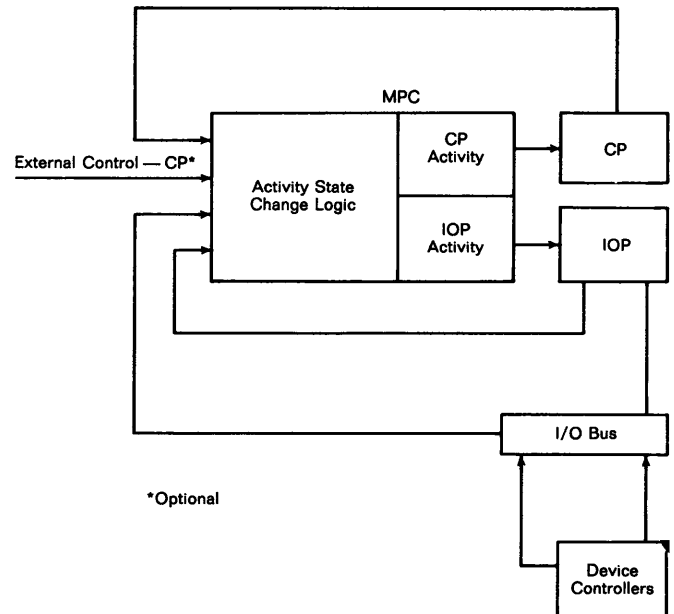 MPC
External Control — CP*
Activity State
Change Logic
CP
Activity
CP
IOP
Activity
IOP
I/O Bus
*Optional
Device
Controllers